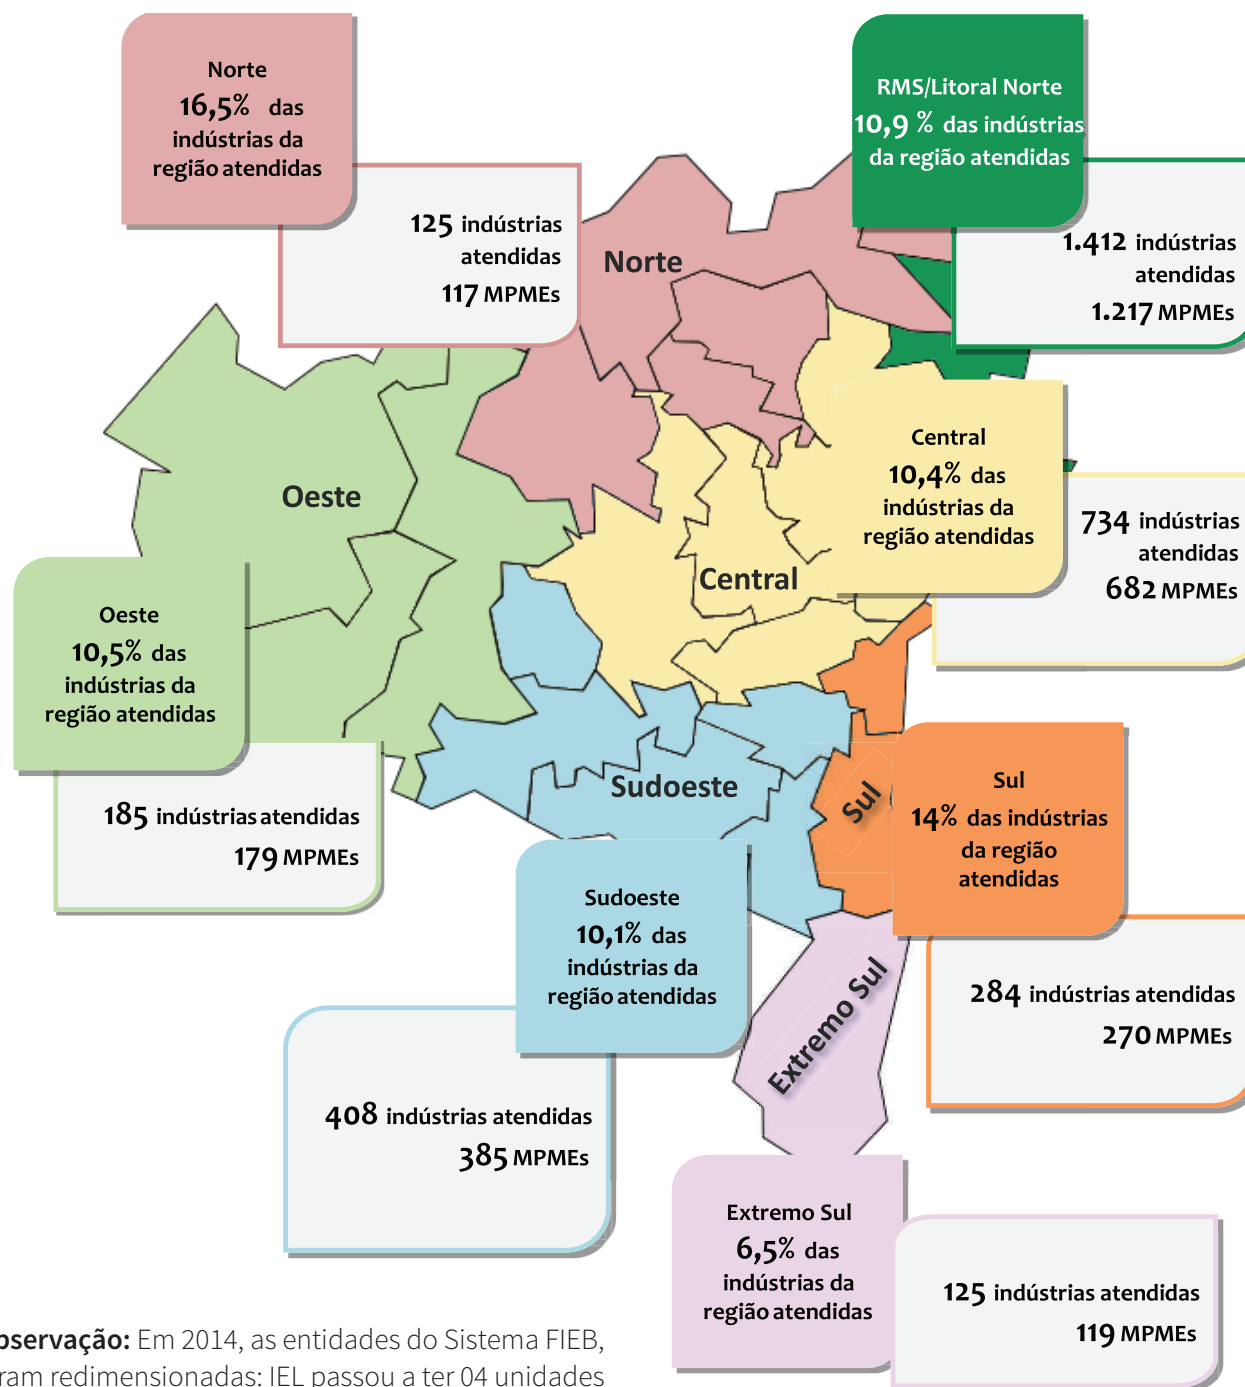 Norte
16,5% das
indústrias da
região atendidas
125 indústrias
atendidas
117 MPMEs
RMS/Litoral Norte
10,9 % das indústrias
da região atendidas
1.412 indústrias
atendidas
1.217 MPMEs
Norte
Oeste
Central
Sudoeste
Sul
Extremo Sul
Central
10,4% das
indústrias da
região atendidas
734 indústrias
atendidas
682 MPMEs
Oeste
10,5% das
indústrias da
região atendidas
185 indústrias atendidas
179 MPMEs
Sul
14% das indústrias
da região
atendidas
284 indústrias atendidas
270 MPMEs
Sudoeste
10,1% das
indústrias da
região atendidas
408 indústrias atendidas
385 MPMEs
Extremo Sul
6,5% das
indústrias da
região atendidas
125 indústrias atendidas
119 MPMEs
bservação: Em 2014, as entidades do Sistema FIEB,
ram redimensionadas: IEL passou a ter 04 unidades